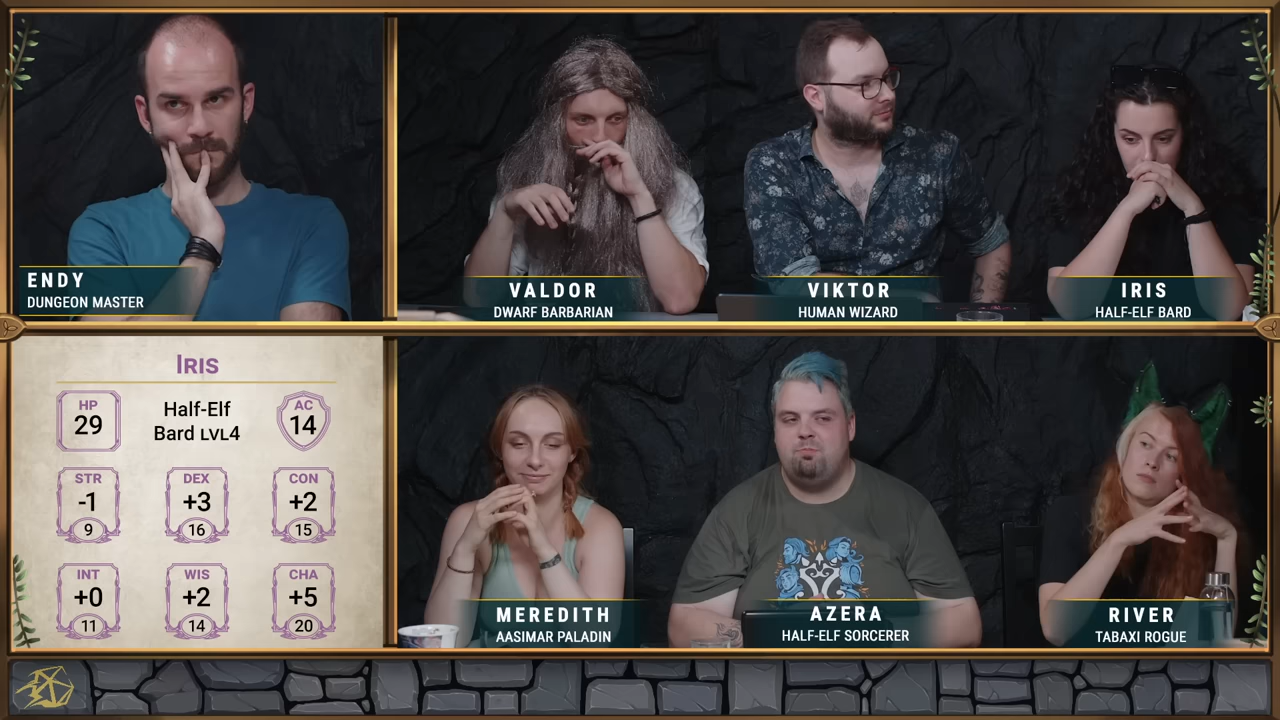 ENDY
DUNGEON MASTER
VALDOR
DWARF BARBARIAN
VIKTOR
HUMAN WIZARD
IRIS
HALF-ELF BARD
IRIS
HP
29
Half-Elf
Bard LVL4
AC
14
STR
-1
9
DEX
+3
16
CON
+2
15
INT
+0
11
WIS
+2
14
CHA
+5
20
MEREDITH
AASIMAR PALADIN
AZERA
HALF-ELF SORCERER
RIVER
TABAXI ROGUE